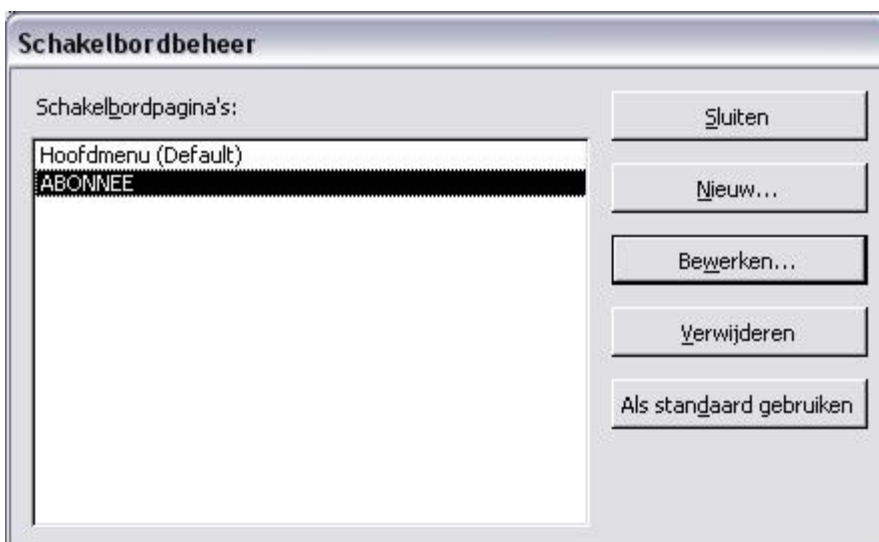 Schakelbordbeheer
Schakelbordpagina's:
Hoofdmenu (Default)
ABONNEE
Sluiten
Nieuw...
Bewerken...
Verwijderen
Als standaard gebruiken